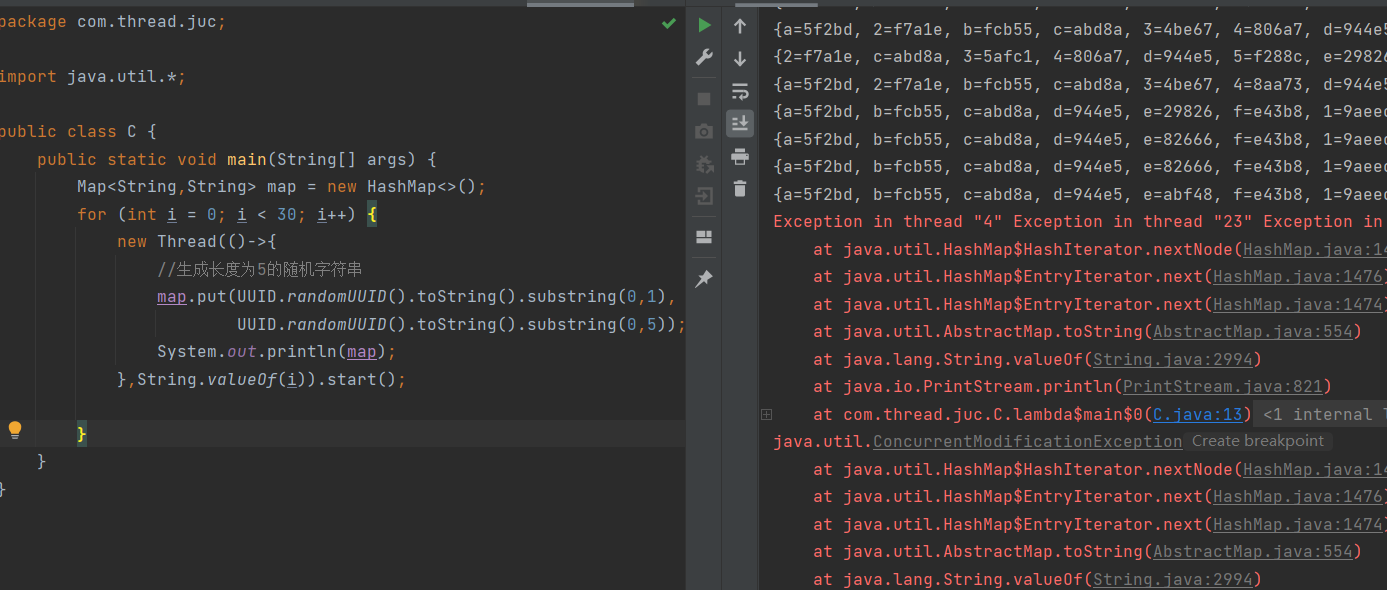 package com.thread.juc;
import java.util.*;
public class C {
public static void main(String[] args) {
Map<String,String> map = new HashMap<>();
for (int i = 0; i < 30; i++) {
new Thread(()->{
//生成长度为5的随机字符串
map.put(UUID.randomUUID().toString().substring(0,1),
UUID.randomUUID().toString().substring(0,5));
System.out.println(map);
},String.valueOf(i)).start();
}
}
}
{a=5f2bd, 2=f7a1e, b=fcb55, c=abd8a, 3=4be67, 4=806a7, d=944e5
{2=f7a1e, c=abd8a, 3=5afc1, 4=806a7, d=944e5, 5=f288c, e=29826
{a=5f2bd, 2=f7a1e, b=fcb55, c=abd8a, 3=4be67, 4=8aa73, d=944e5
{a=5f2bd, b=fcb55, c=abd8a, d=944e5, e=29826, f=e43b8, 1=9aeed
{a=5f2bd, b=fcb55, c=abd8a, d=944e5, e=82666, f=e43b8, 1=9aeed
{a=5f2bd, b=fcb55, c=abd8a, d=944e5, e=82666, f=e43b8, 1=9aeed
{a=5f2bd, b=fcb55, c=abd8a, d=944e5, e=abf48, f=e43b8, 1=9aeed
Exception in thread "4" Exception in thread "23" Exception in
at java.util.HashMap$HashIterator.nextNode(HashMap.java:14
at java.util.HashMap$EntryIterator.next(HashMap.java:1476)
at java.util.HashMap$EntryIterator.next(HashMap.java:1474)
at java.util.AbstractMap.toString(AbstractMap.java:554)
at java.lang.String.valueOf(String.java:2994)
at java.io.PrintStream.println(PrintStream.java:821)
at com.thread.juc.C.lambda$main$0(C.java:13) <1 internal
java.util.ConcurrentModificationException Create breakpoint
at java.util.HashMap$HashIterator.nextNode(HashMap.java:14
at java.util.HashMap$EntryIterator.next(HashMap.java:1476)
at java.util.HashMap$EntryIterator.next(HashMap.java:1474)
at java.util.AbstractMap.toString(AbstractMap.java:554)
at java.lang.String.valueOf(String.java:2994)